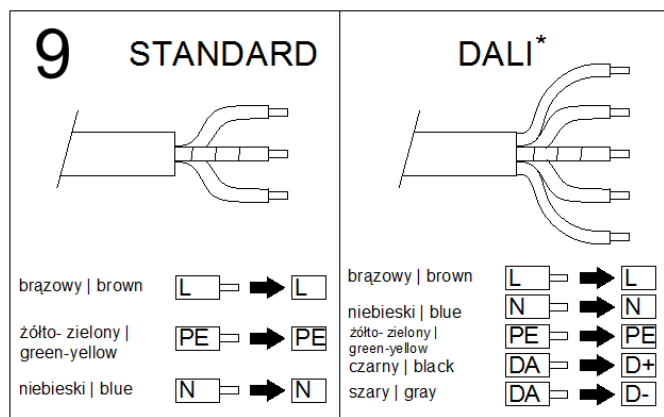 9 STANDARD
brązowy | brown L L
żółto- zielony |
green-yellow PE PE
niebieski | blue N N
DALI*
brązowy | brown L L
niebieski | blue N N
żółto- zielony |
green-yellow PE PE
czarny | black DA D+
szary | gray DA D-